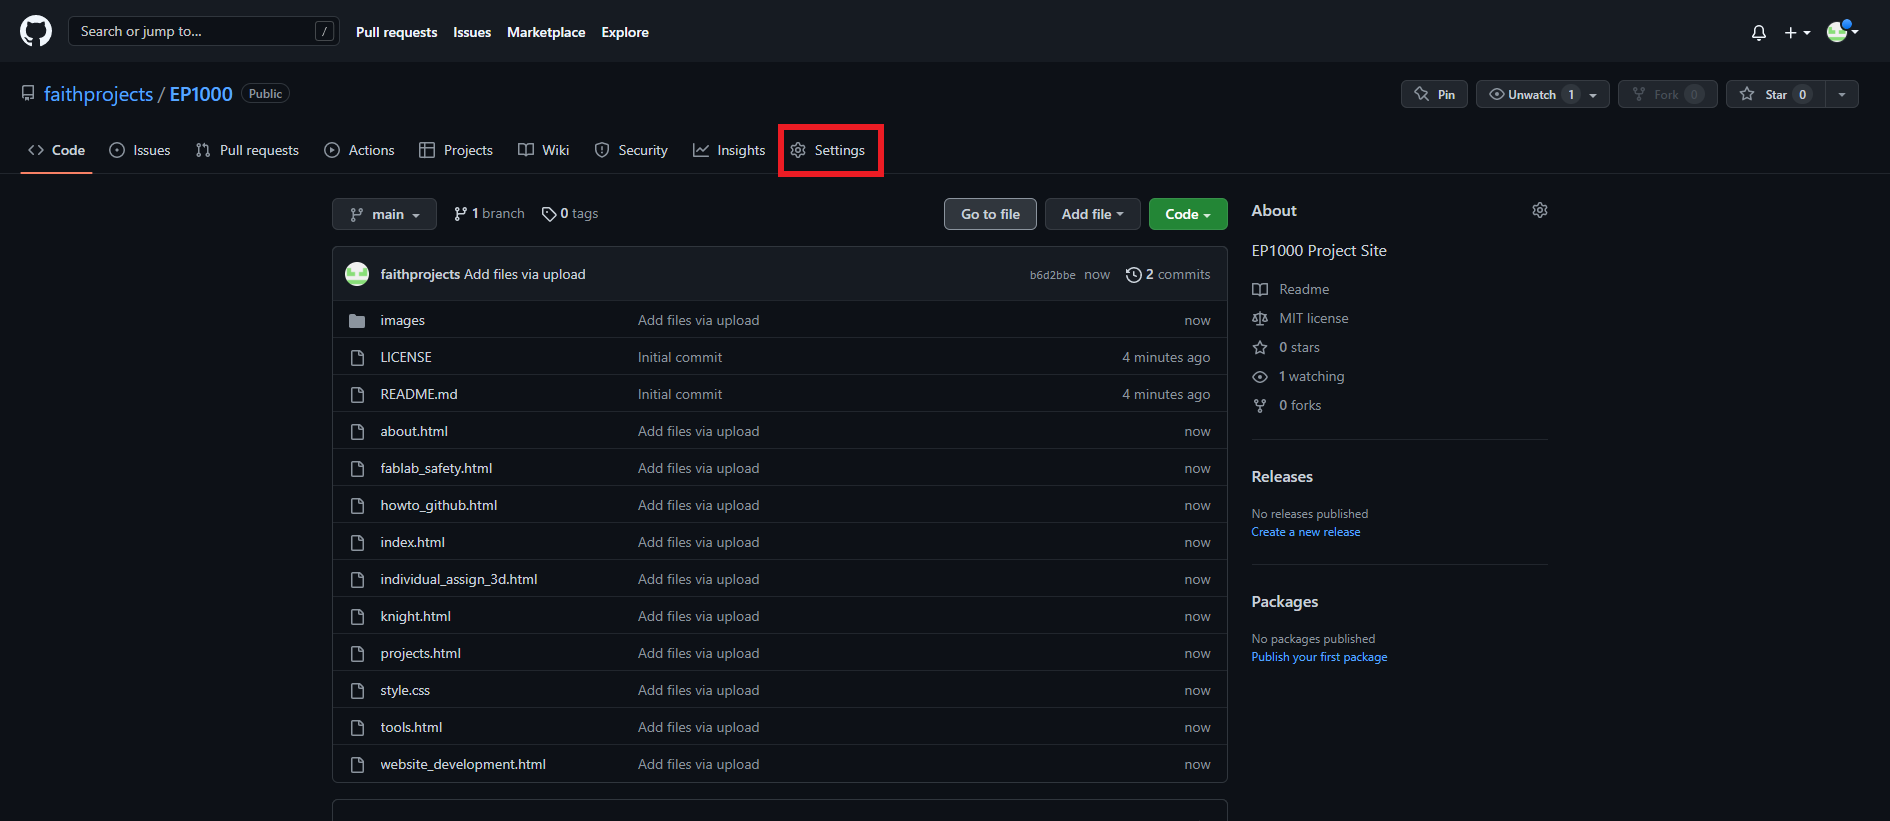 Search or jump to... / Pull requests Issues Marketplace Explore
faithprojects / EP1000 Public Pin Unwatch 1 Fork 0 Star 0
Code Issues Pull requests Actions Projects Wiki Security Insights Settings
main 1 branch 0 tags Go to file Add file Code
faithprojects Add files via upload b6d2bbe now 2 commits
images Add files via upload now
LICENSE Initial commit 4 minutes ago
README.md Initial commit 4 minutes ago
about.html Add files via upload now
fablab_safety.html Add files via upload now
howto_github.html Add files via upload now
index.html Add files via upload now
individual_assign_3d.html Add files via upload now
knight.html Add files via upload now
projects.html Add files via upload now
style.css Add files via upload now
tools.html Add files via upload now
website_development.html Add files via upload now
About
EP1000 Project Site
Readme
MIT license
0 stars
1 watching
0 forks
Releases
No releases published
Create a new release
Packages
No packages published
Publish your first package